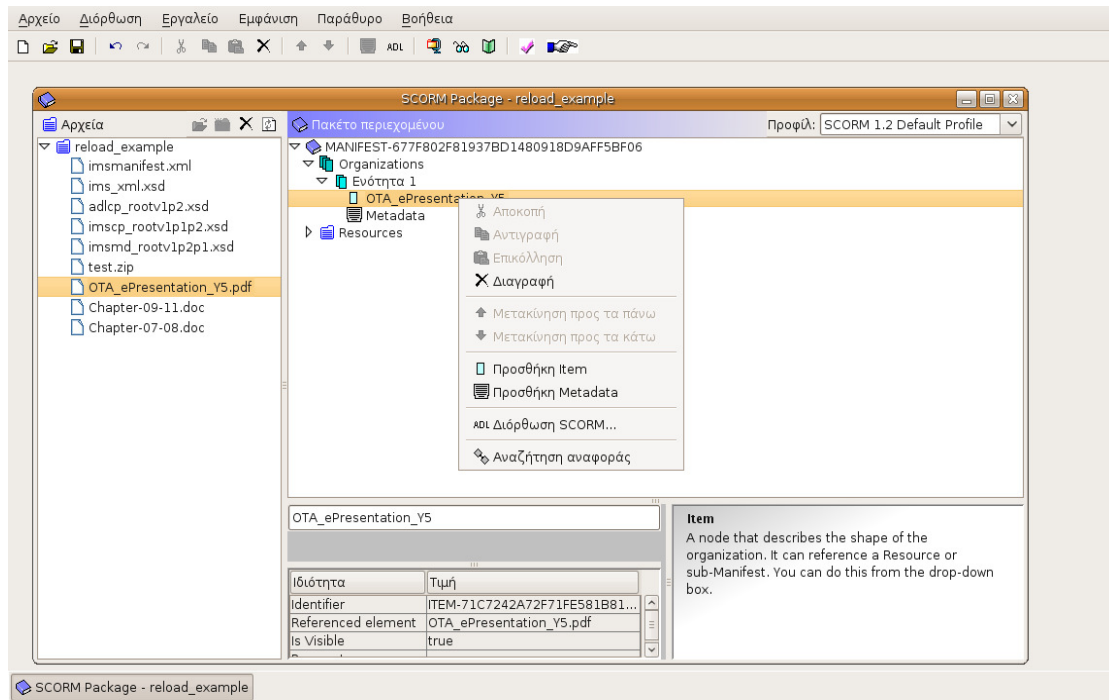 Αρχείο Διόρθωση Εργαλείο Εμφάνιση Παράθυρο Βοήθεια
ADL
SCORM Package - reload_example
Αρχεία
reload_example
imsmanifest.xml
ims_xml.xsd
adlcp_rootv1p2.xsd
imscp_rootv1p1p2.xsd
imsmd_rootv1p2p1.xsd
test.zip
OTA_ePresentation_Y5.pdf
Chapter-09-11.doc
Chapter-07-08.doc
Πακέτο περιεχομένου
Προφίλ: SCORM 1.2 Default Profile
MANIFEST-677F802F81937BD1480918D9AFF5BF06
Organizations
Ενότητα 1
OTA_ePresentation_Y5
Metadata
Resources
Αποκοπή
Αντιγραφή
Επικόλληση
Διαγραφή
Μετακίνηση προς τα πάνω
Μετακίνηση προς τα κάτω
Προσθήκη Item
Προσθήκη Metadata
ADL Διόρθωση SCORM...
Αναζήτηση αναφοράς
OTA_ePresentation_Y5
Ιδιότητα Τιμή
Identifier ITEM-71C7242A72F71FE581B81...
Referenced element OTA_ePresentation_Y5.pdf
Is Visible true
Item
A node that describes the shape of the
organization. It can reference a Resource or
sub-Manifest. You can do this from the drop-down
box.
SCORM Package - reload_example